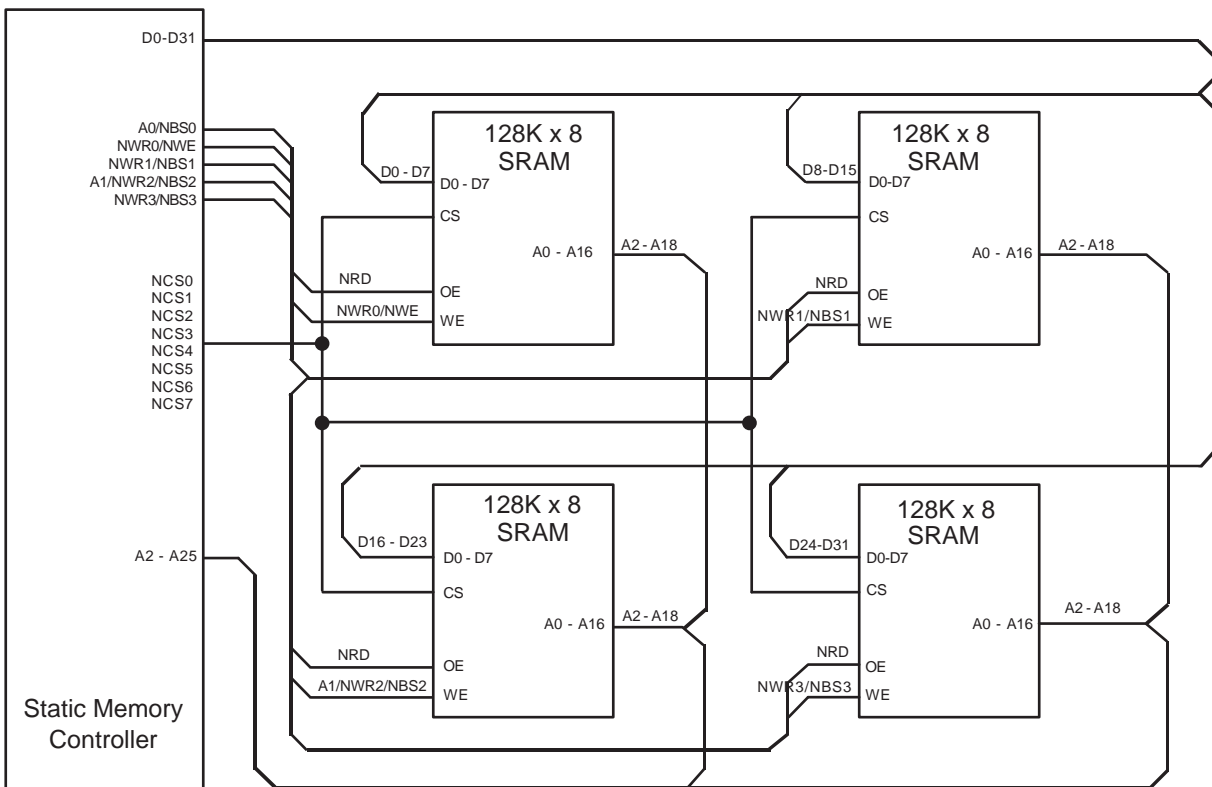 D0-D31
A0/NBS0
NWR0/NWE
NWR1/NBS1
A1/NWR2/NBS2
NWR3/NBS3
NCS0
NCS1
NCS2
NCS3
NCS4
NCS5
NCS6
NCS7
A2 - A25
Static Memory
Controller
128K x 8
SRAM
D0 - D7
D0 - D7
CS
A0 - A16
A2 - A18
NRD
OE
NWR0/NWE
WE
128K x 8
SRAM
D8-D15
D0-D7
CS
A0 - A16
A2 - A18
NRD
OE
NWR1/NBS1
WE
128K x 8
SRAM
D16 - D23
D0 - D7
CS
A0 - A16
A2 - A18
NRD
OE
A1/NWR2/NBS2
WE
128K x 8
SRAM
D24-D31
D0-D7
CS
A0 - A16
A2 - A18
NRD
OE
NWR3/NBS3
WE